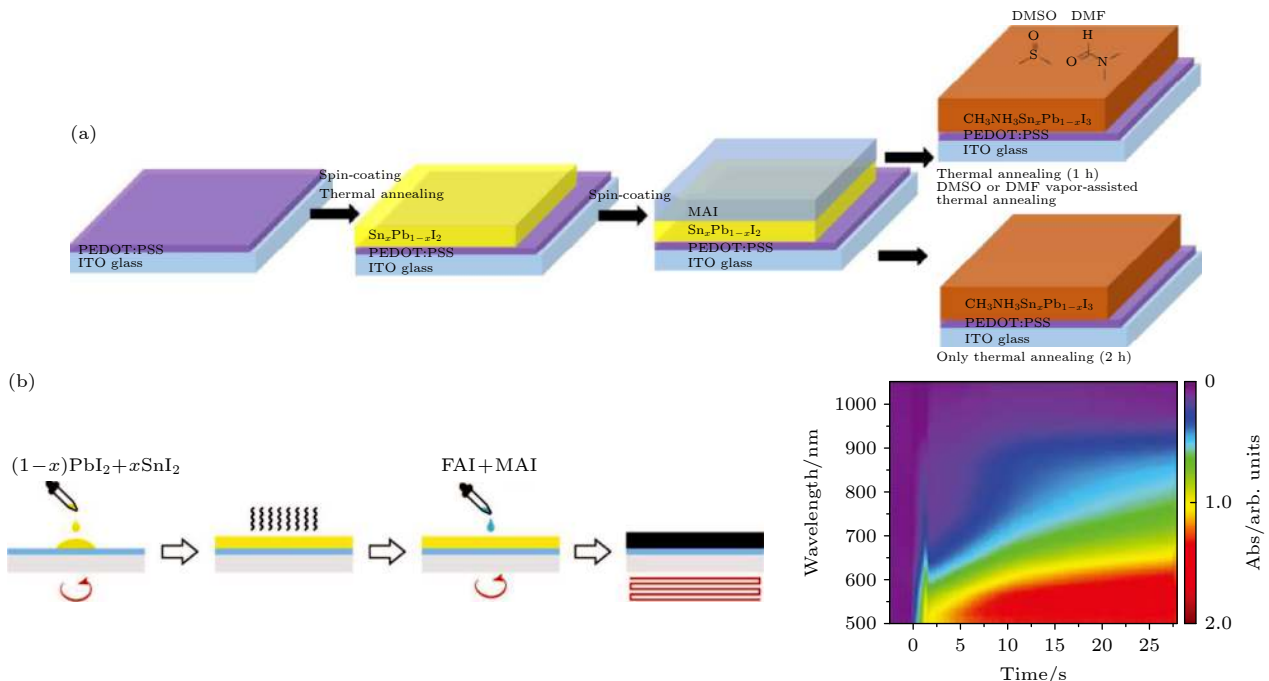 (a)
PEDOT:PSS
ITO glass
Spin-coating
Thermal annealing
SnₓPb₁₋ₓI₂
PEDOT:PSS
ITO glass
Spin-coating
MAI
SnₓPb₁₋ₓI₂
PEDOT:PSS
ITO glass
DMSO DMF
O
S
H
O
N
CH₃NH₃SnₓPb₁₋ₓI₃
PEDOT:PSS
ITO glass
Thermal annealing (1 h)
DMSO or DMF vapor-assisted
thermal annealing
CH₃NH₃SnₓPb₁₋ₓI₃
PEDOT:PSS
ITO glass
Only thermal annealing (2 h)
(b)
(1−x)PbI₂+xSnI₂
FAI+MAI
Wavelength/nm
1000
900
800
700
600
500
0 5 10 15 20 25
Time/s
0
1.0
2.0
Abs/arb. units